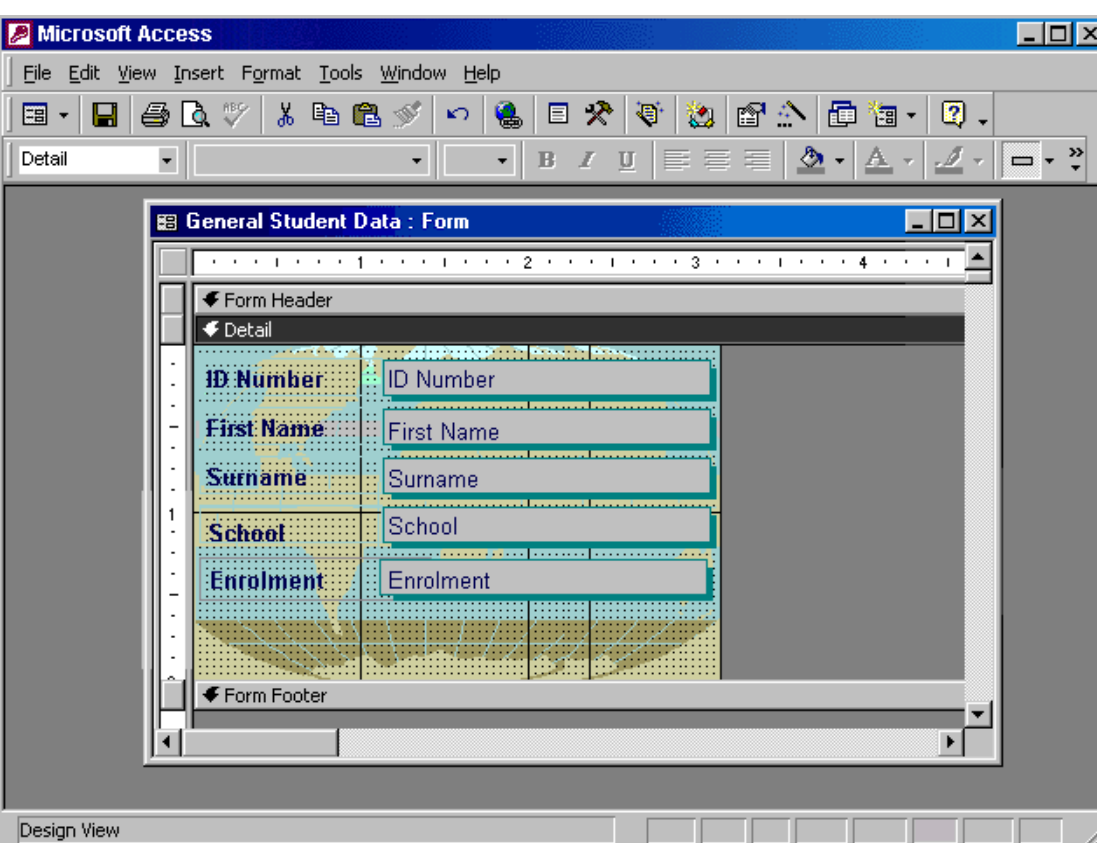 Microsoft Access
File Edit View Insert Format Tools Window Help
ABC
Detail B I U A
General Student Data : Form
1 2 3 4
Form Header
Detail
ID Number ID Number
First Name First Name
Surname Surname
1
School School
Enrolment Enrolment
Form Footer
Design View